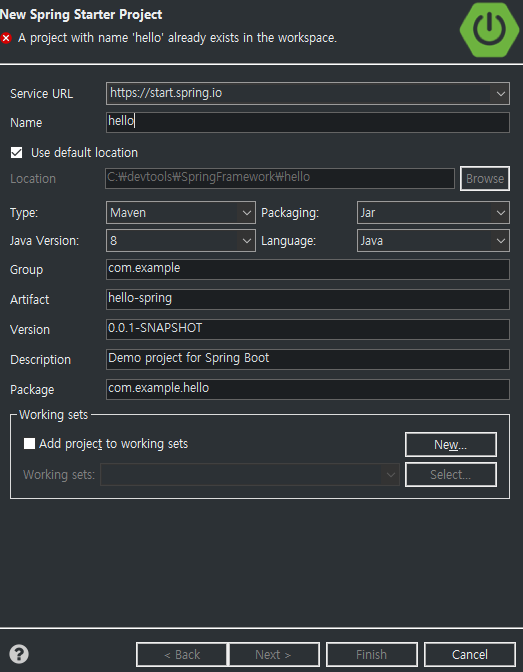 New Spring Starter Project
A project with name 'hello' already exists in the workspace.
Service URL https://start.spring.io
Name hello
Use default location
Location C:₩devtools₩SpringFramework₩hello Browse
Type: Maven Packaging: Jar
Java Version: 8 Language: Java
Group com.example
Artifact hello-spring
Version 0.0.1-SNAPSHOT
Description Demo project for Spring Boot
Package com.example.hello
Working sets
Add project to working sets New...
Working sets: Select...
? < Back Next > Finish Cancel